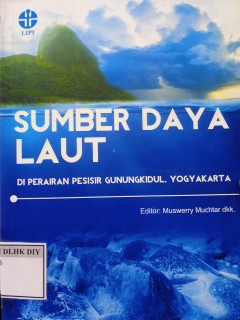 LIPI
SUMBER DAYA
LAUT
DI PERAIRAN PESISIR GUNUNGKIDUL, YOGYAKARTA
Editor: Muswerry Muchtar dkk.
DLHK DIY